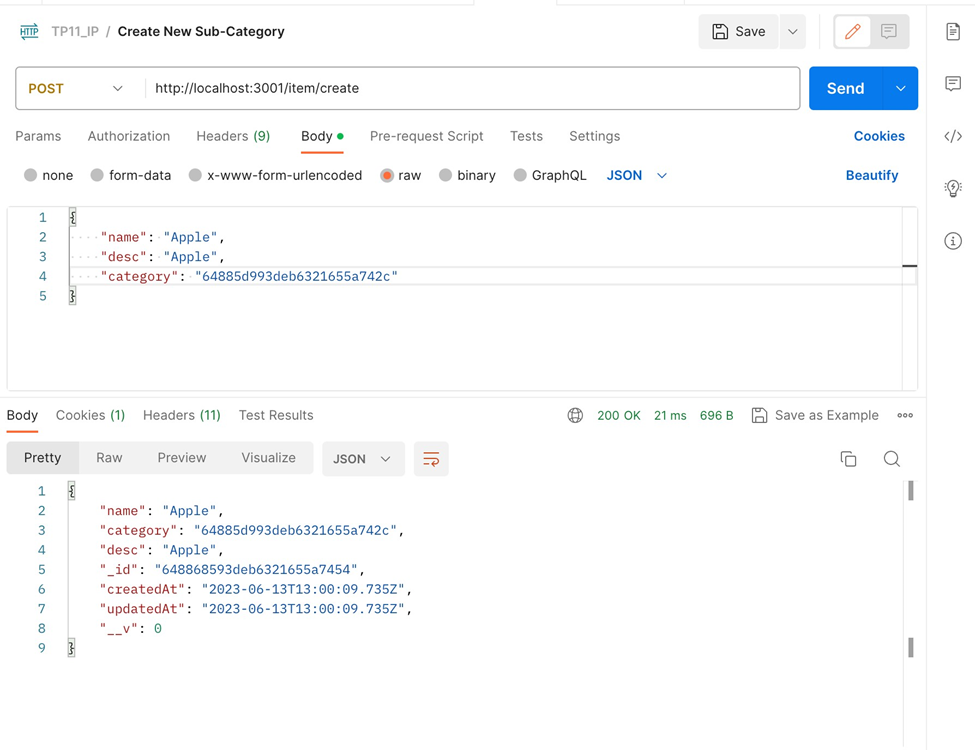 HTTP TP11_IP / Create New Sub-Category Save
POST http://localhost:3001/item/create Send
Params Authorization Headers (9) Body Pre-request Script Tests Settings Cookies
none form-data x-www-form-urlencoded raw binary GraphQL JSON Beautify
1 {
2 ····"name":·"Apple",
3 ····"desc":·"Apple",
4 ····"category":·"64885d993deb6321655a742c"
5 }
Body Cookies (1) Headers (11) Test Results 200 OK 21 ms 696 B Save as Example
Pretty Raw Preview Visualize JSON
1 {
2 "name": "Apple",
3 "category": "64885d993deb6321655a742c",
4 "desc": "Apple",
5 "_id": "648868593deb6321655a7454",
6 "createdAt": "2023-06-13T13:00:09.735Z",
7 "updatedAt": "2023-06-13T13:00:09.735Z",
8 "__v": 0
9 }